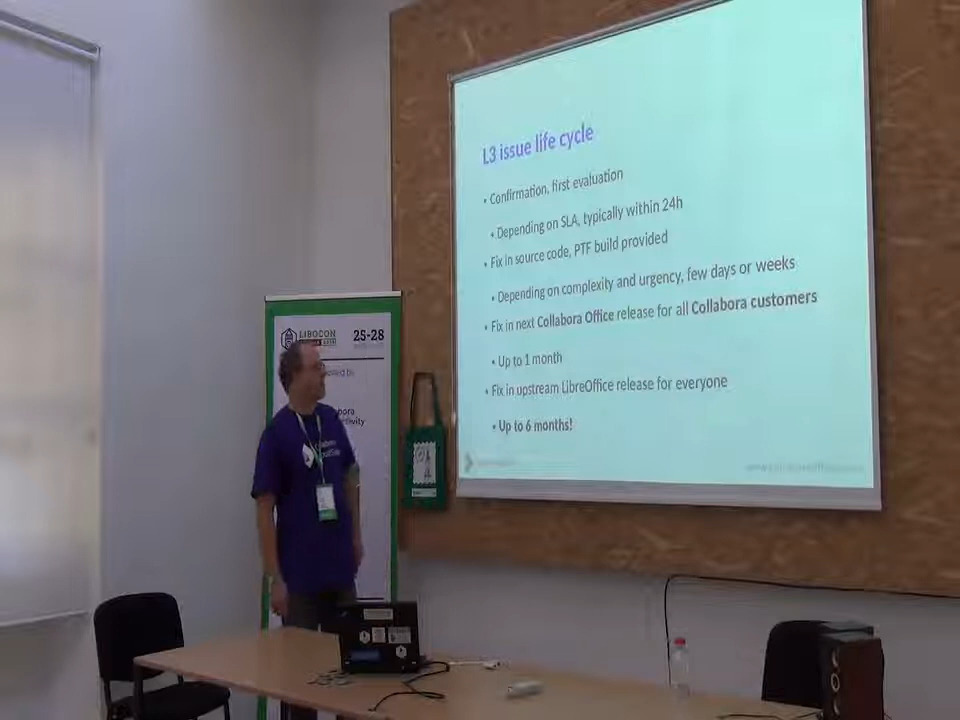 L3 issue life cycle
• Confirmation, first evaluation
• Depending on SLA, typically within 24h
• Fix in source code, PTF build provided
• Depending on complexity and urgency, few days or weeks
• Fix in next Collabora Office release for all Collabora customers
• Up to 1 month
• Fix in upstream LibreOffice release for everyone
• Up to 6 months!
LIBOCON
25-28